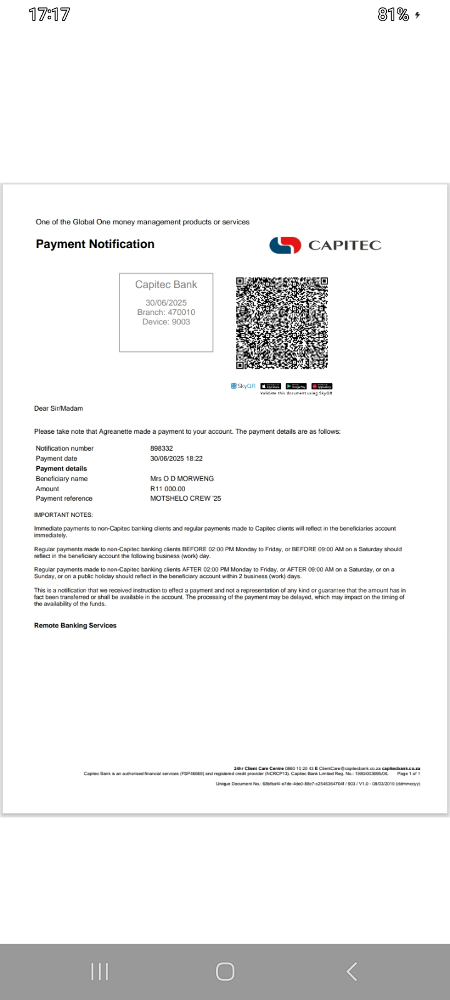 17:17
81%
One of the Global One money management products or services
Payment Notification
CAPITEC
Capitec Bank
30/06/2025
Branch: 470010
Device: 9003
SkyQR
App Store
Google Play
AppGallery
Validate this document using SkyQR
Dear Sir/Madam
Please take note that Agreanette made a payment to your account. The payment details are as follows:
Notification number 898332
Payment date 30/06/2025 18:22
Payment details
Beneficiary name Mrs O D MORWENG
Amount R11 000.00
Payment reference MOTSHELO CREW '25
IMPORTANT NOTES:
Immediate payments to non-Capitec banking clients and regular payments made to Capitec clients will reflect in the beneficiaries account
immediately.
Regular payments made to non-Capitec banking clients BEFORE 02:00 PM Monday to Friday, or BEFORE 09:00 AM on a Saturday should
reflect in the beneficiary account the following business (work) day.
Regular payments made to non-Capitec banking clients AFTER 02:00 PM Monday to Friday, or AFTER 09:00 AM on a Saturday, or on a
Sunday, or on a public holiday should reflect in the beneficiary account within 2 business (work) days.
This is a notification that we received instruction to effect a payment and not a representation of any kind or guarantee that the amount has in
fact been transferred or shall be available in the account. The processing of the payment may be delayed, which may impact on the timing of
the availability of the funds.
Remote Banking Services
24hr Client Care Centre 0860 10 20 43 E ClientCare@capitecbank.co.za capitecbank.co.za
Capitec Bank is an authorised financial services (FSP46669) and registered credit provider (NCRCP13). Capitec Bank Limited Reg. No.: 1980/003695/06. Page 1 of 1
Unique Document No.: 68bfbaf4-e7de-4de0-88c7-c2546364704f / 903 / V1.0 - 08/03/2019 (ddmmccyy)